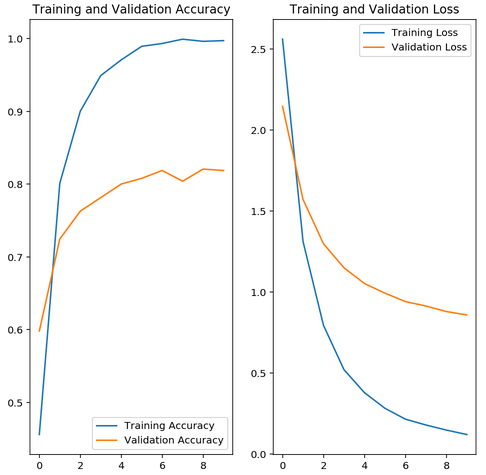 Training and Validation Accuracy
1.0
0.9
0.8
0.7
0.6
0.5
0 2 4 6 8
Training Accuracy
Validation Accuracy
Training and Validation Loss
2.5
2.0
1.5
1.0
0.5
0.0
0 2 4 6 8
Training Loss
Validation Loss